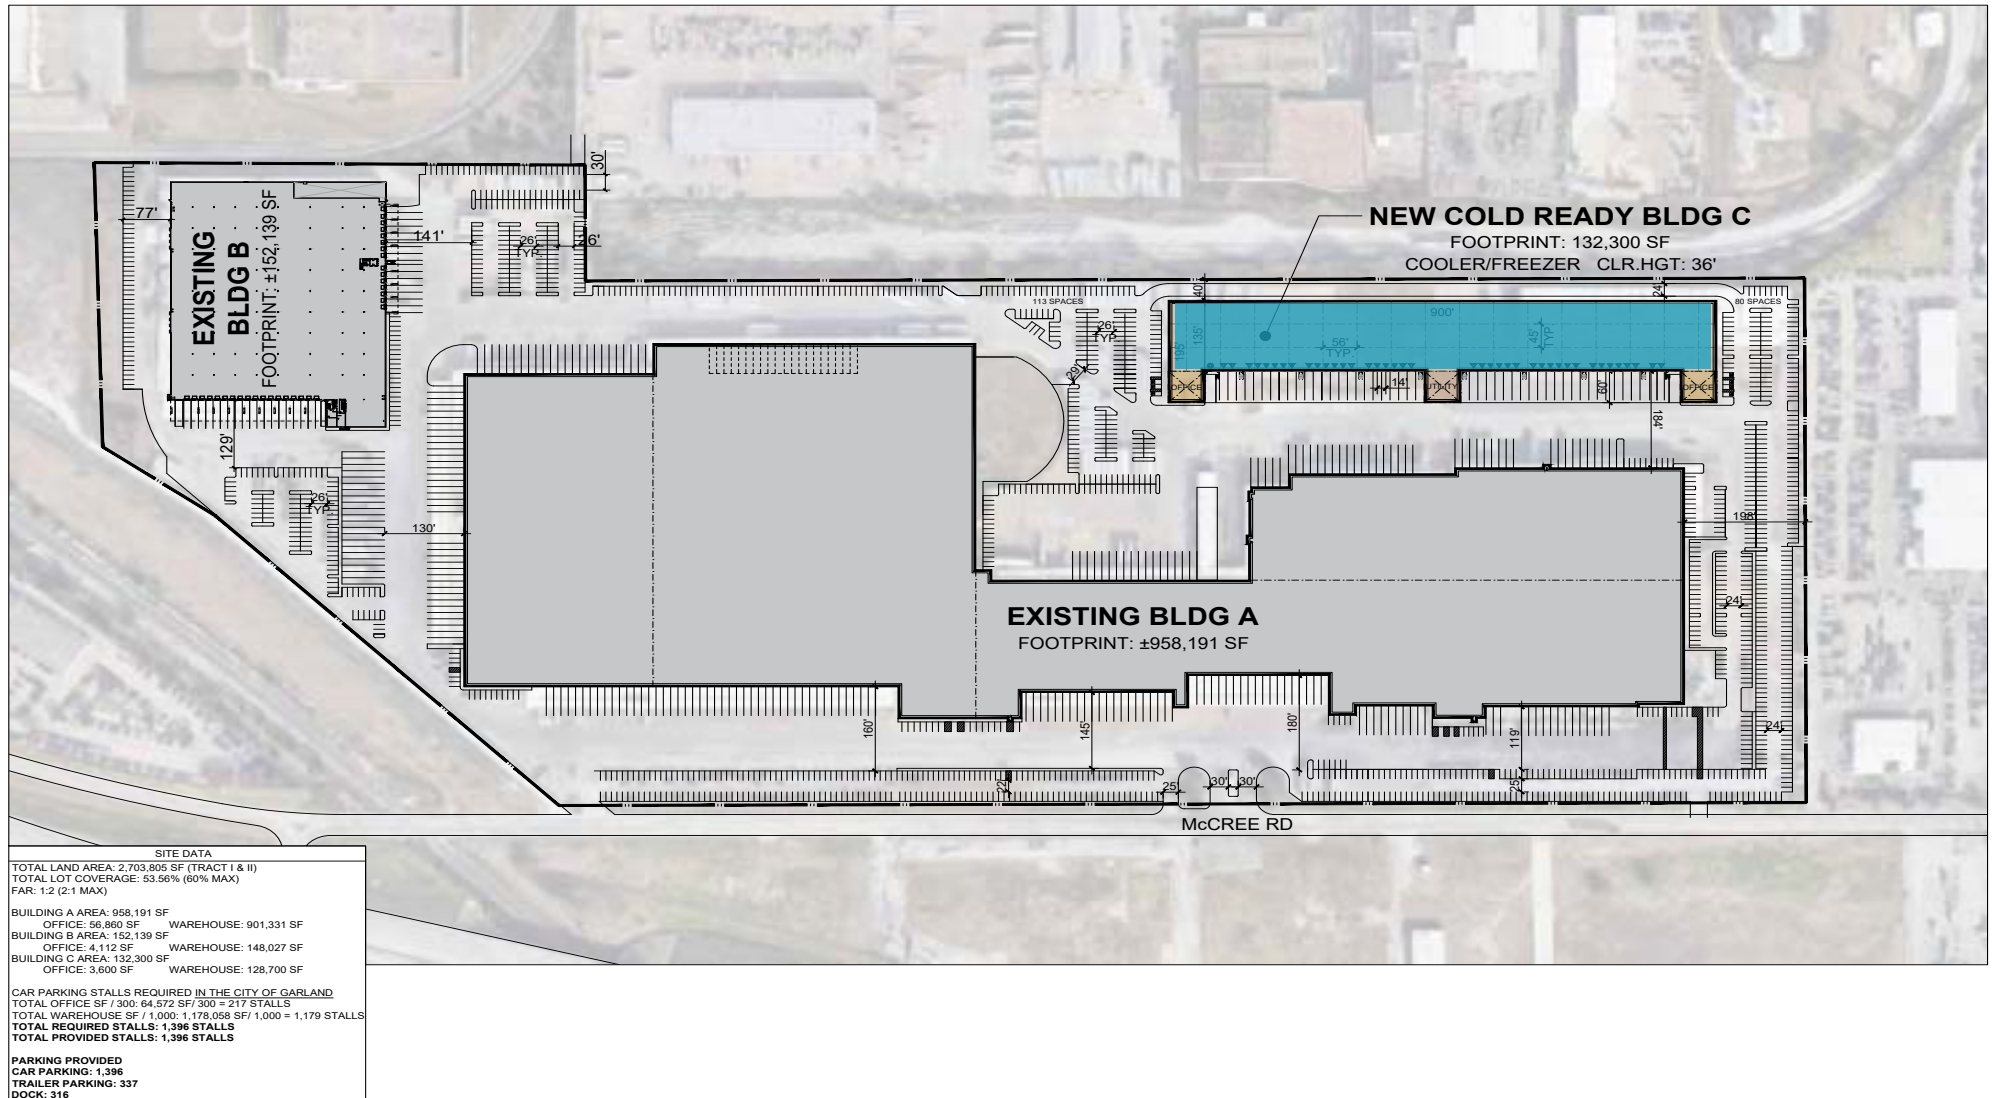 30'
77'
EXISTING
BLDG B
FOOTPRINT: ±152,139 SF
141'
26'
TYP.
26'
NEW COLD READY BLDG C
FOOTPRINT: 132,300 SF
COOLER/FREEZER CLR.HGT: 36'
40'
24'
113 SPACES
80 SPACES
900'
26'
TYP.
135'
195'
56'
TYP.
45'
TYP.
29'
OFFICE
14'
UTILITY
60'
OFFICE
184'
129'
26'
TYP.
130'
198'
EXISTING BLDG A
FOOTPRINT: ±958,191 SF
24'
160'
145'
180'
119'
24'
22'
25'
30'
30'
25'
McCREE RD
SITE DATA
TOTAL LAND AREA: 2,703,805 SF (TRACT I & II)
TOTAL LOT COVERAGE: 53.56% (60% MAX)
FAR: 1:2 (2:1 MAX)
BUILDING A AREA: 958,191 SF
OFFICE: 56,860 SF WAREHOUSE: 901,331 SF
BUILDING B AREA: 152,139 SF
OFFICE: 4,112 SF WAREHOUSE: 148,027 SF
BUILDING C AREA: 132,300 SF
OFFICE: 3,600 SF WAREHOUSE: 128,700 SF
CAR PARKING STALLS REQUIRED IN THE CITY OF GARLAND
TOTAL OFFICE SF / 300: 64,572 SF/ 300 = 217 STALLS
TOTAL WAREHOUSE SF / 1,000: 1,178,058 SF/ 1,000 = 1,179 STALLS
TOTAL REQUIRED STALLS: 1,396 STALLS
TOTAL PROVIDED STALLS: 1,396 STALLS
PARKING PROVIDED
CAR PARKING: 1,396
TRAILER PARKING: 337
DOCK: 316